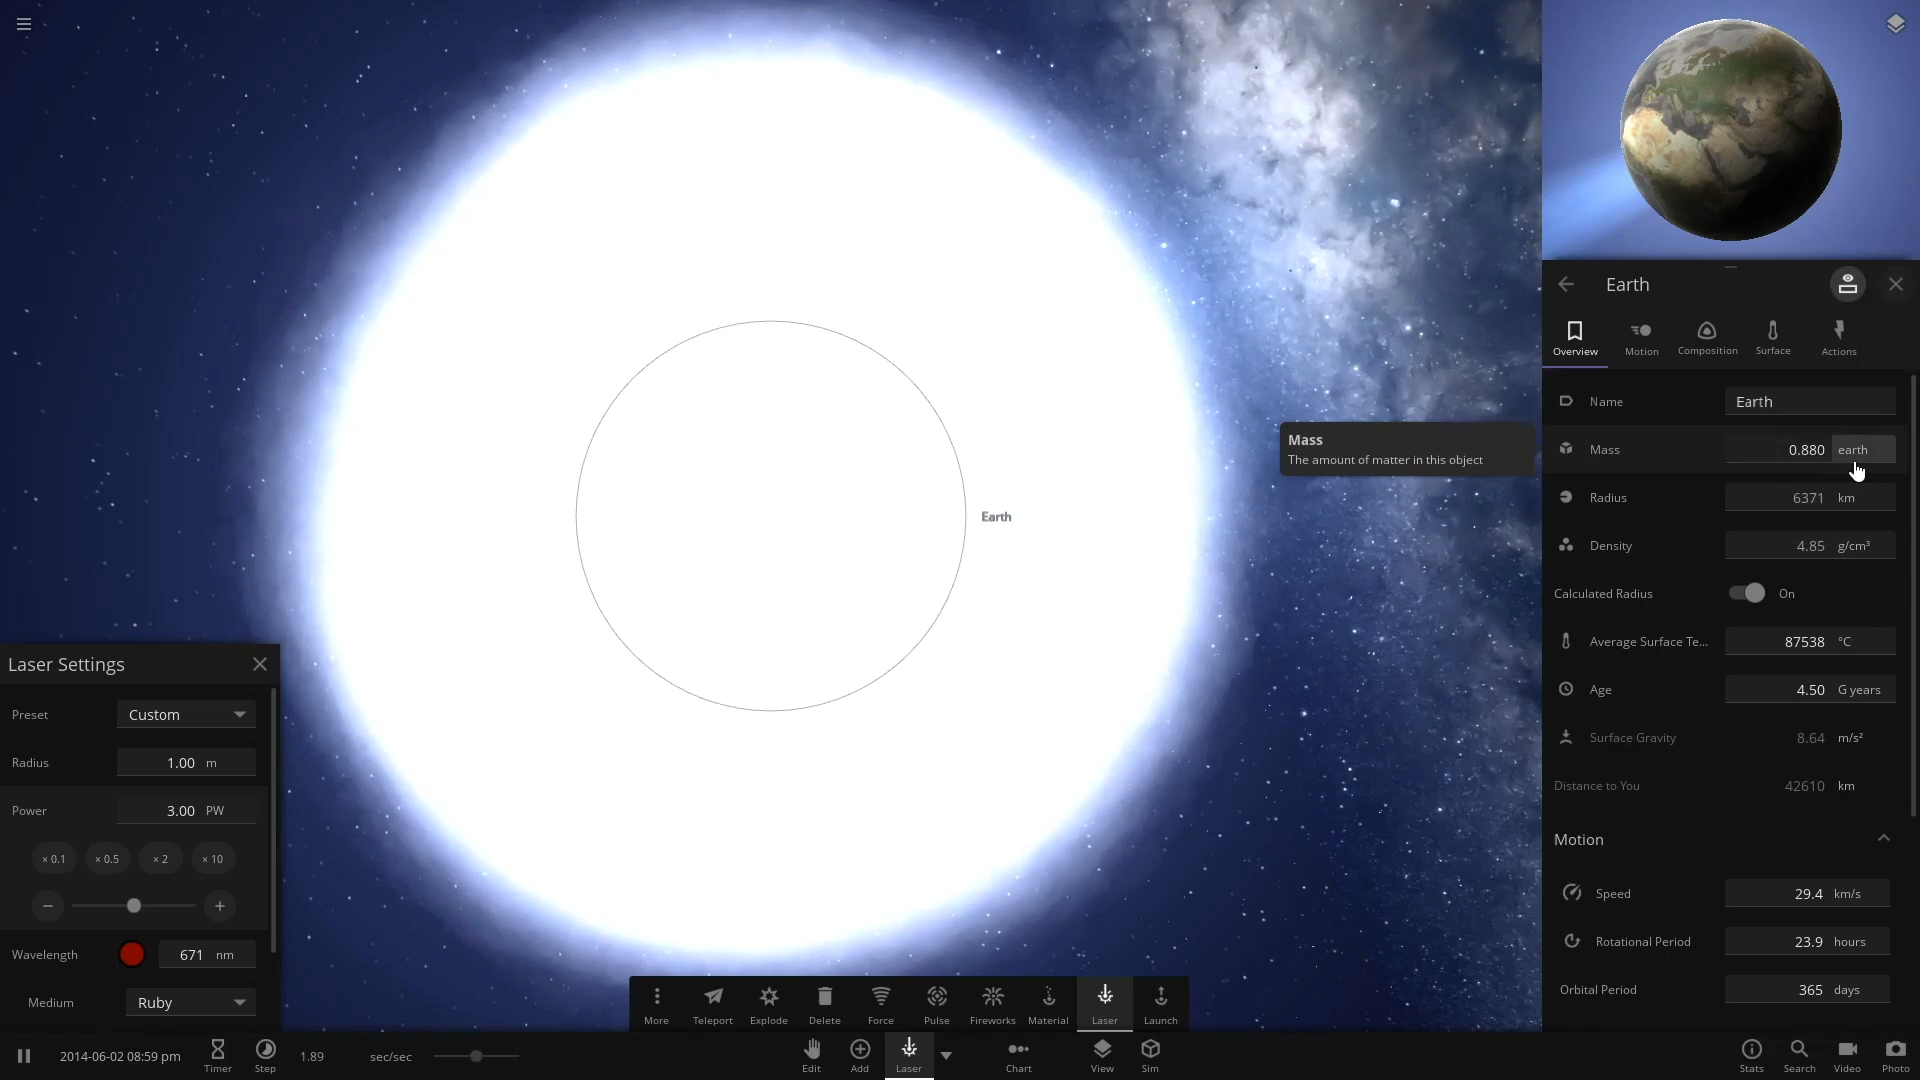 Earth
Overview
Motion
Composition
Surface
Actions
Name
Earth
Mass
0.880 earth
Mass
The amount of matter in this object
Radius
6371 km
Density
4.85 g/cm³
Calculated Radius
On
Average Surface Te...
87538 °C
Age
4.50 G years
Surface Gravity
8.64 m/s²
Distance to You
42610 km
Motion
Speed
29.4 km/s
Rotational Period
23.9 hours
Orbital Period
365 days
Earth
Laser Settings
Preset
Custom
Radius
1.00 m
Power
3.00 PW
× 0.1
× 0.5
× 2
× 10
Wavelength
671 nm
Medium
Ruby
More
Teleport
Explode
Delete
Force
Pulse
Fireworks
Material
Laser
Launch
2014-06-02 08:59 pm
Timer
Step
1.89 sec/sec
Edit
Add
Laser
Chart
View
Sim
Stats
Search
Video
Photo